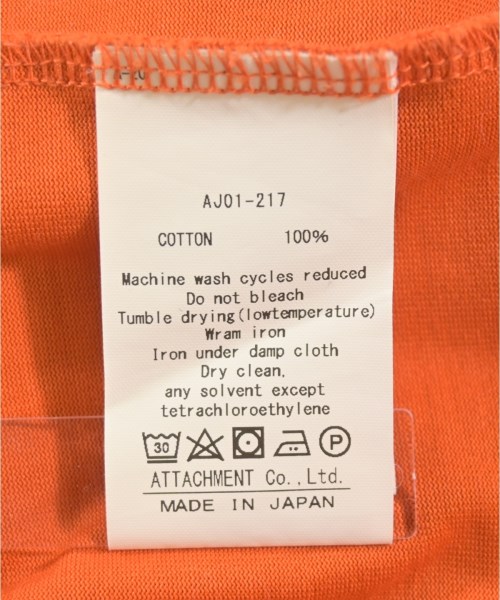 AJ01-217
COTTON 100%
Machine wash cycles reduced
Do not bleach
Tumble drying(lowtemperature)
Wram iron
Iron under damp cloth
Dry clean,
any solvent except
tetrachloroethylene
30 P
ATTACHMENT Co.,Ltd.
MADE IN JAPAN